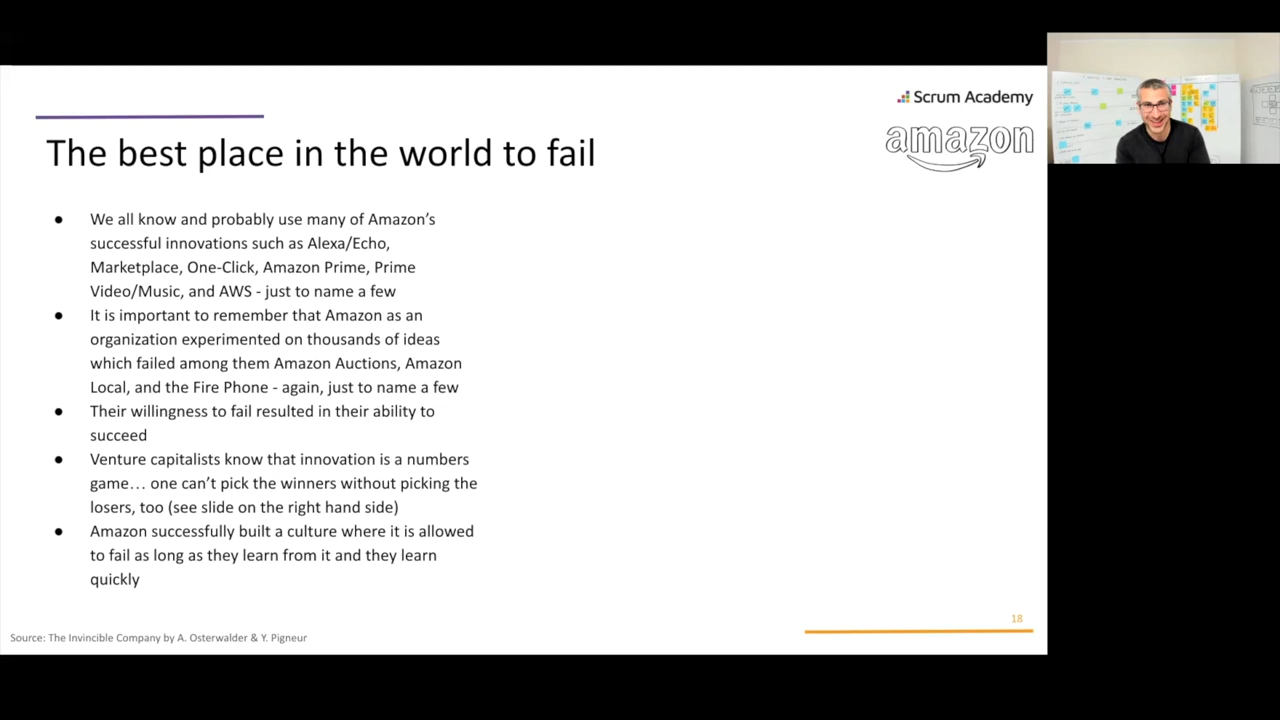 Scrum Academy
amazon
The best place in the world to fail
● We all know and probably use many of Amazon’s
successful innovations such as Alexa/Echo,
Marketplace, One-Click, Amazon Prime, Prime
Video/Music, and AWS - just to name a few
● It is important to remember that Amazon as an
organization experimented on thousands of ideas
which failed among them Amazon Auctions, Amazon
Local, and the Fire Phone - again, just to name a few
● Their willingness to fail resulted in their ability to
succeed
● Venture capitalists know that innovation is a numbers
game… one can’t pick the winners without picking the
losers, too (see slide on the right hand side)
● Amazon successfully built a culture where it is allowed
to fail as long as they learn from it and they learn
quickly
18
Source: The Invincible Company by A. Osterwalder & Y. Pigneur